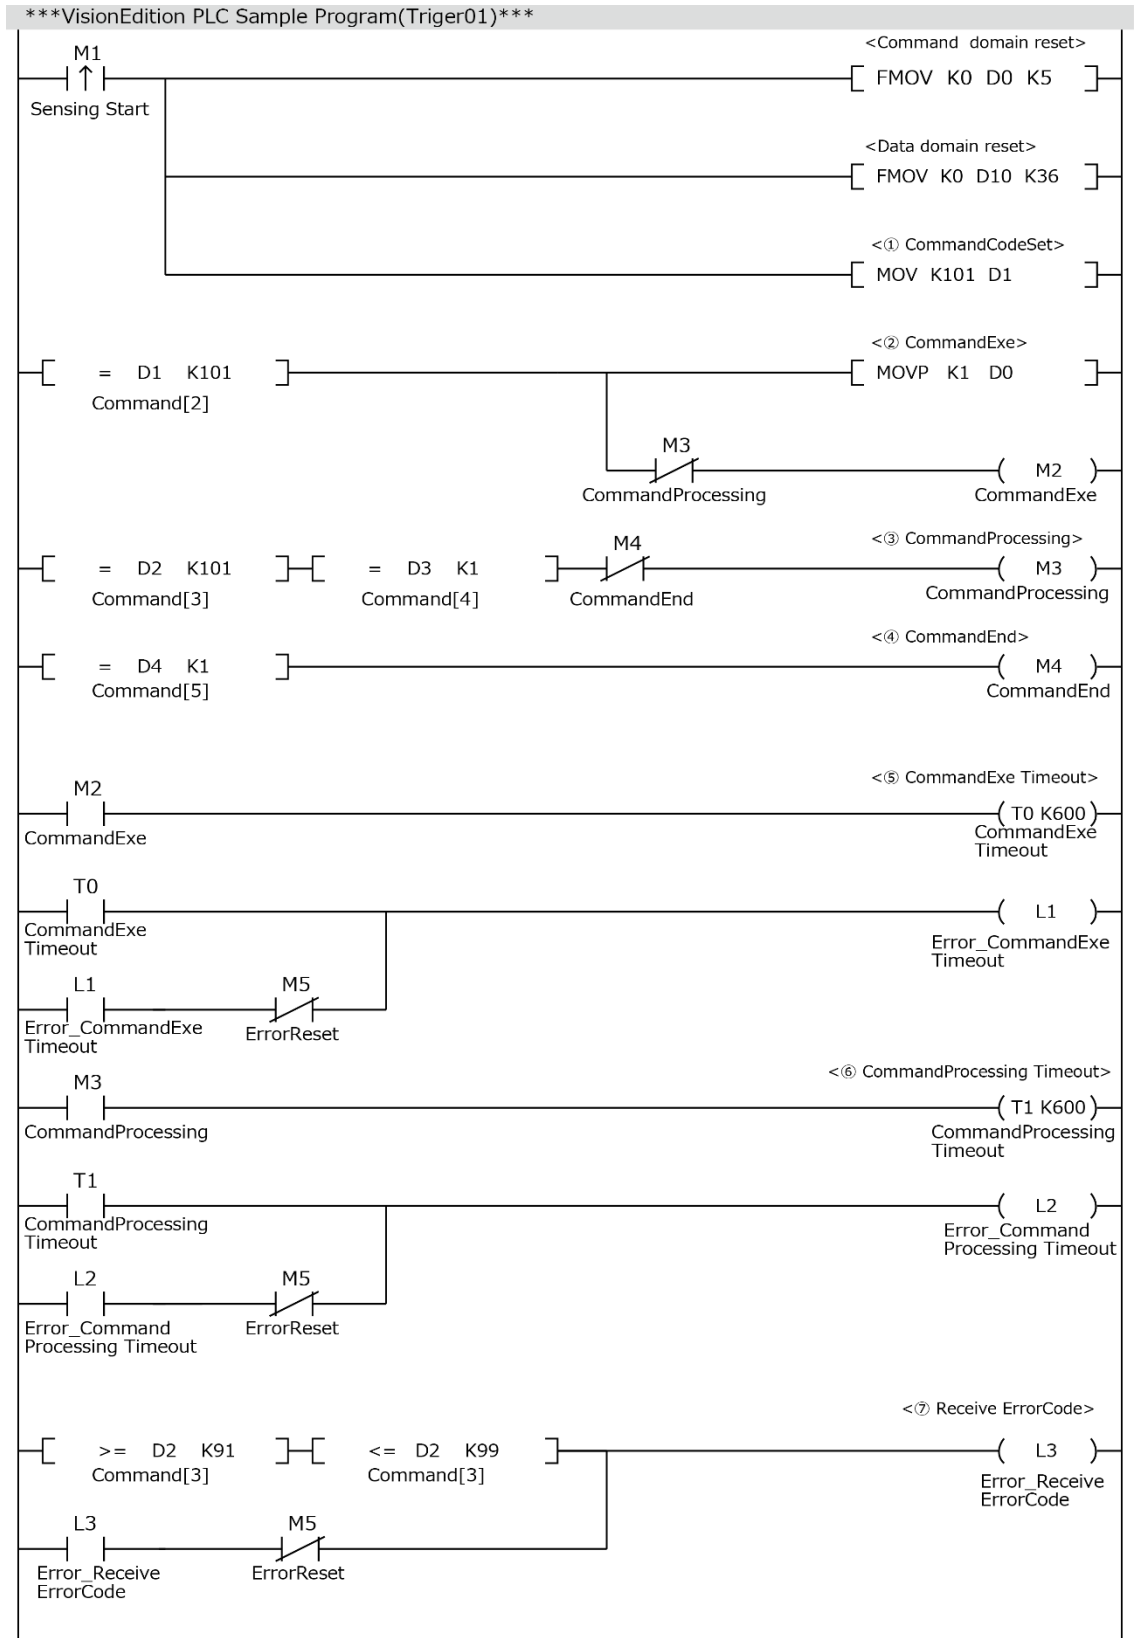 ***VisionEdition PLC Sample Program(Triger01)***
<Command domain reset>
M1
FMOV K0 D0 K5
Sensing Start
<Data domain reset>
FMOV K0 D10 K36
<① CommandCodeSet>
MOV K101 D1
<② CommandExe>
= D1 K101
MOVP K1 D0
Command[2]
M3
M2
CommandProcessing
CommandExe
<③ CommandProcessing>
M4
= D2 K101
= D3 K1
M3
Command[3]
Command[4]
CommandEnd
CommandProcessing
<④ CommandEnd>
= D4 K1
M4
Command[5]
CommandEnd
<⑤ CommandExe Timeout>
M2
T0 K600
CommandExe
CommandExe
Timeout
T0
L1
CommandExe
Timeout
Error_CommandExe
Timeout
L1
M5
Error_CommandExe
Timeout
ErrorReset
<⑥ CommandProcessing Timeout>
M3
T1 K600
CommandProcessing
CommandProcessing
Timeout
T1
L2
CommandProcessing
Timeout
Error_Command
Processing Timeout
L2
M5
Error_Command
Processing Timeout
ErrorReset
<⑦ Receive ErrorCode>
>= D2 K91
<= D2 K99
L3
Command[3]
Command[3]
Error_Receive
ErrorCode
L3
M5
Error_Receive
ErrorCode
ErrorReset